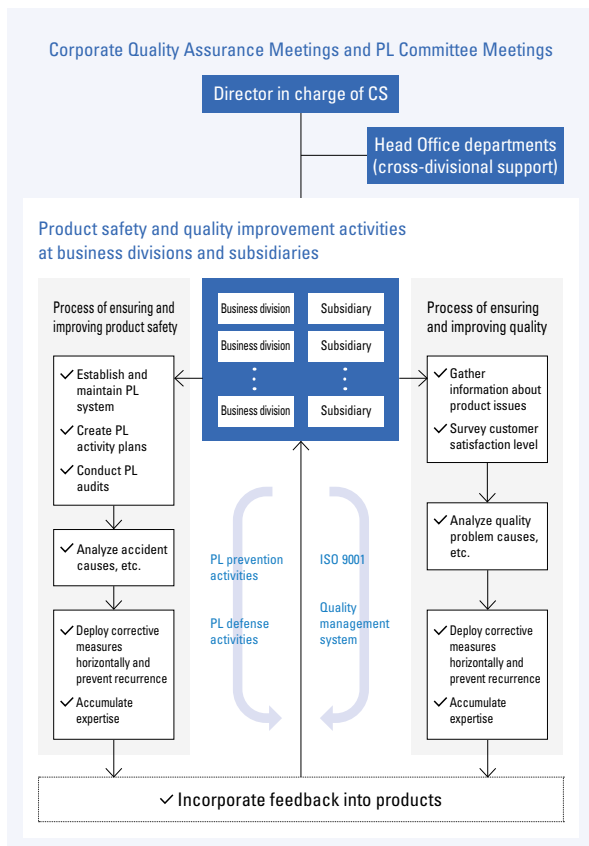 Corporate Quality Assurance Meetings and PL Committee Meetings
Director in charge of CS
Head Office departments
(cross-divisional support)
Product safety and quality improvement activities
at business divisions and subsidiaries
Process of ensuring and
improving product safety
✓ Establish and
maintain PL
system
✓ Create PL
activity plans
✓ Conduct PL
audits
✓ Analyze accident
causes, etc.
✓ Deploy corrective
measures
horizontally and
prevent recurrence
✓ Accumulate
expertise
Business division
Subsidiary
Business division
Subsidiary
Business division
Subsidiary
PL prevention
activities
PL defense
activities
ISO 9001
Quality
management
system
Process of ensuring
and improving quality
✓ Gather
information about
product issues
✓ Survey customer
satisfaction level
✓ Analyze quality
problem causes,
etc.
✓ Deploy corrective
measures
horizontally and
prevent recurrence
✓ Accumulate
expertise
✓ Incorporate feedback into products